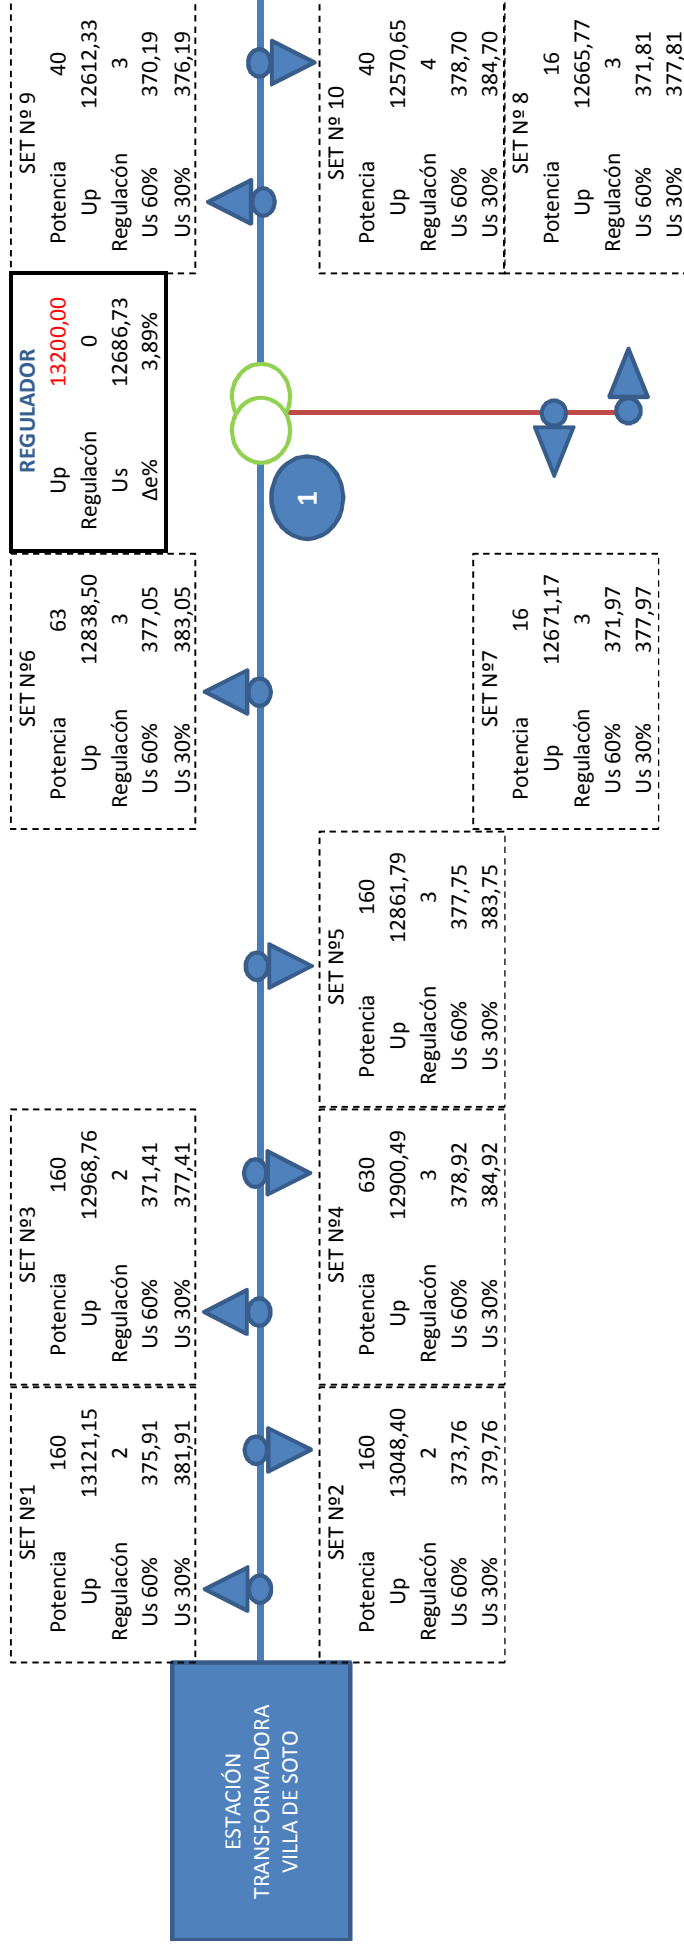 ESTACIÓN
TRANSFORMADORA
VILLA DE SOTO
SET Nº1
Potencia 160
Up 13121,15
Regulacón 2
Us 60% 375,91
Us 30% 381,91
SET Nº2
Potencia 160
Up 13048,40
Regulacón 2
Us 60% 373,76
Us 30% 379,76
SET Nº3
Potencia 160
Up 12968,76
Regulacón 2
Us 60% 371,41
Us 30% 377,41
SET Nº4
Potencia 630
Up 12900,49
Regulacón 3
Us 60% 378,92
Us 30% 384,92
SET Nº5
Potencia 160
Up 12861,79
Regulacón 3
Us 60% 377,75
Us 30% 383,75
SET Nº6
Potencia 63
Up 12838,50
Regulacón 3
Us 60% 377,05
Us 30% 383,05
SET Nº7
Potencia 16
Up 12671,17
Regulacón 3
Us 60% 371,97
Us 30% 377,97
1
REGULADOR
Up 13200,00
Regulacón 0
Us 12686,73
Δe% 3,89%
SET Nº 9
Potencia 40
Up 12612,33
Regulacón 3
Us 60% 370,19
Us 30% 376,19
SET Nº 10
Potencia 40
Up 12570,65
Regulacón 4
Us 60% 378,70
Us 30% 384,70
SET Nº 8
Potencia 16
Up 12665,77
Regulacón 3
Us 60% 371,81
Us 30% 377,81